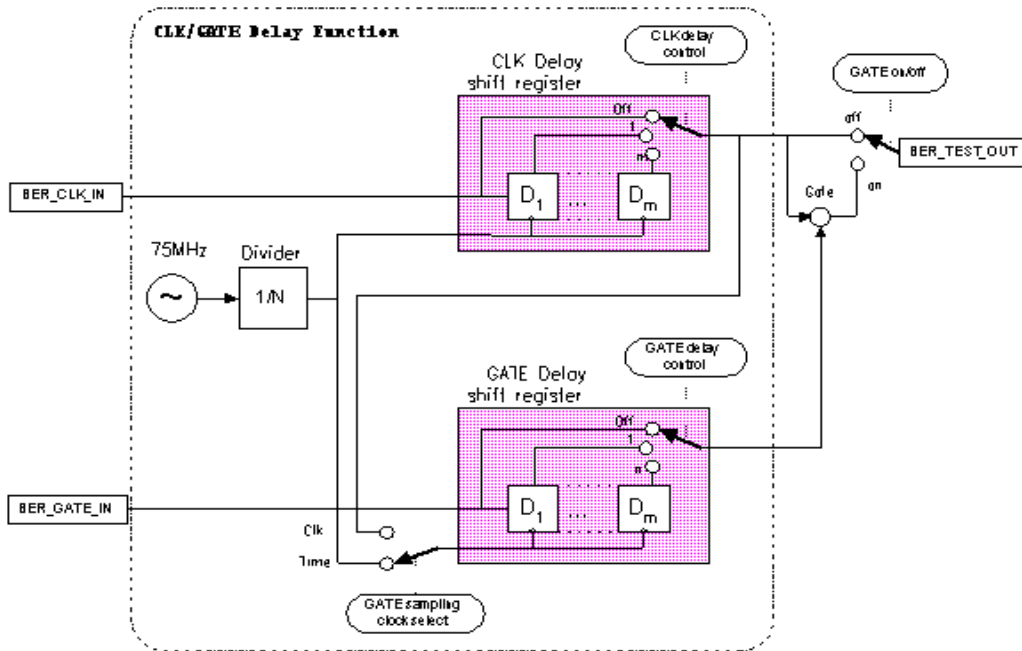 CLK/GATE Delay Function
CLK delay
control
CLK Delay
shift register
GATE on/off
Off
1
m
off
BER_TEST_OUT
on
BER_CLK_IN
D1
...
Dm
Gate
75MHz
Divider
~
1/N
GATE delay
control
GATE Delay
shift register
Off
1
n
BER_GATE_IN
D1
...
Dm
Clk
Time
GATE sampling
clock select